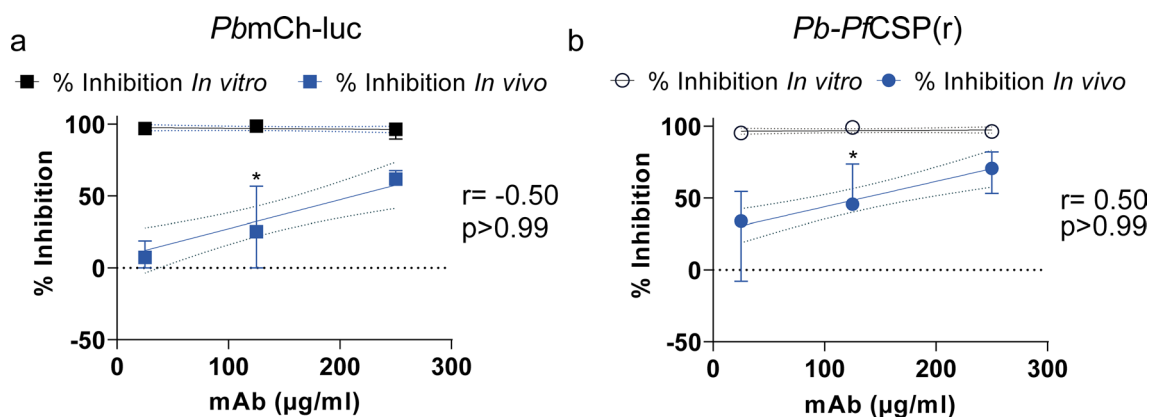 a
PbmCh-luc
% Inhibition In vitro % Inhibition In vivo
% Inhibition
100
50
0
-50
*
r= -0.50
p>0.99
0 100 200 300
mAb (µg/ml)
b
Pb-PfCSP(r)
% Inhibition In vitro % Inhibition In vivo
% Inhibition
100
50
0
-50
*
r= 0.50
p>0.99
0 100 200 300
mAb (µg/ml)